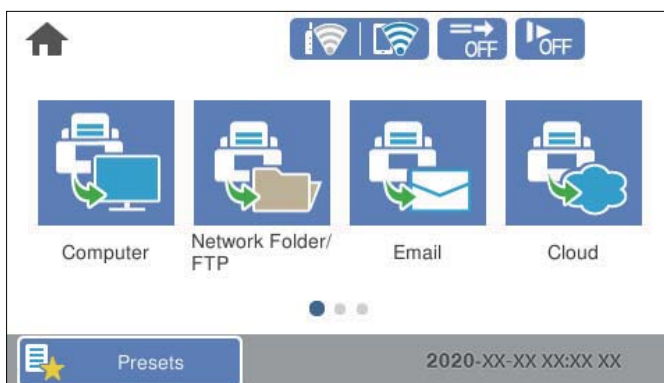 OFF
OFF
Computer
Network Folder/
FTP
Email
Cloud
Presets
2020-XX-XX XX:XX XX